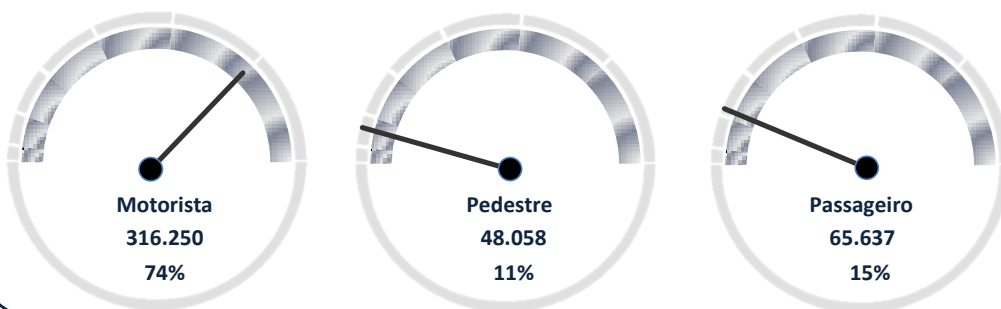 Motorista
316.250
74%
Pedestre
48.058
11%
Passageiro
65.637
15%